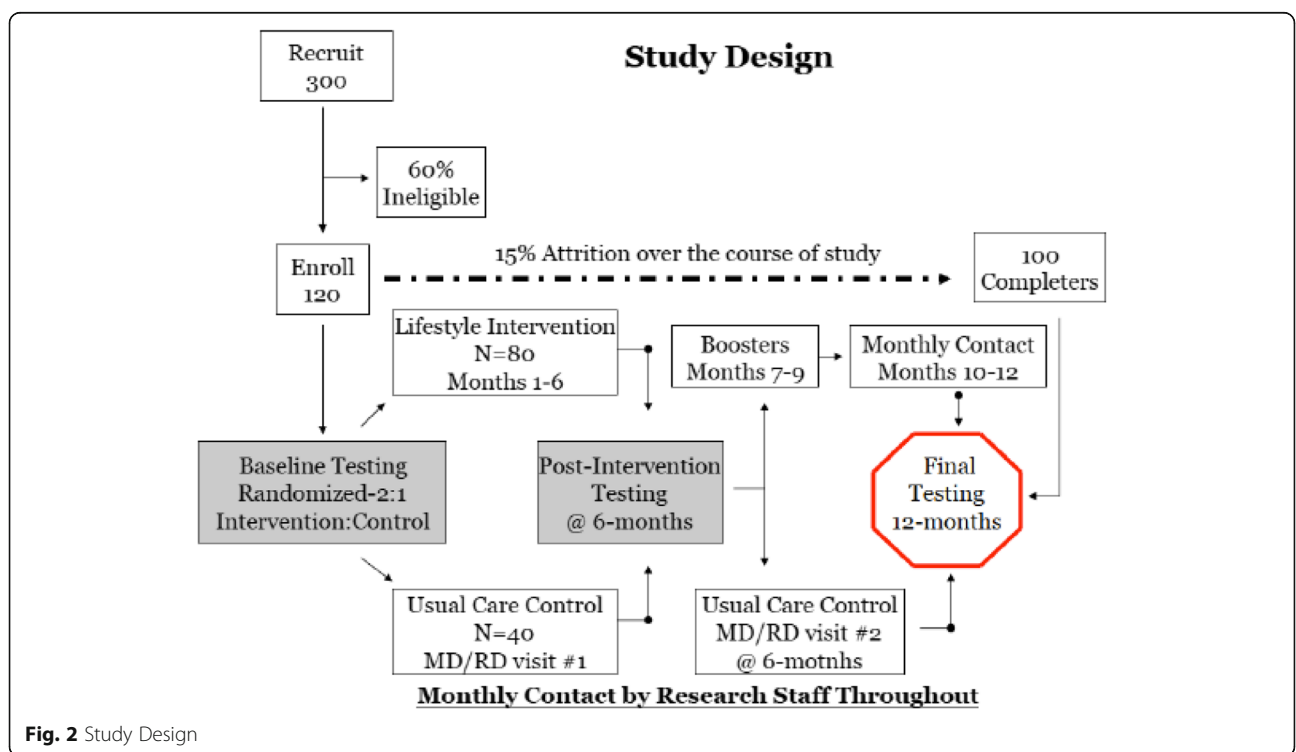 Study Design
Recruit
300
60%
Ineligible
Enroll
120
15% Attrition over the course of study
100
Completers
Lifestyle Intervention
N=80
Months 1-6
Boosters
Months 7-9
Monthly Contact
Months 10-12
Baseline Testing
Randomized-2:1
Intervention:Control
Post-Intervention
Testing
@ 6-months
Final
Testing
12-months
Usual Care Control
N=40
MD/RD visit #1
Usual Care Control
MD/RD visit #2
@ 6-motnhs
Monthly Contact by Research Staff Throughout
Fig. 2 Study Design